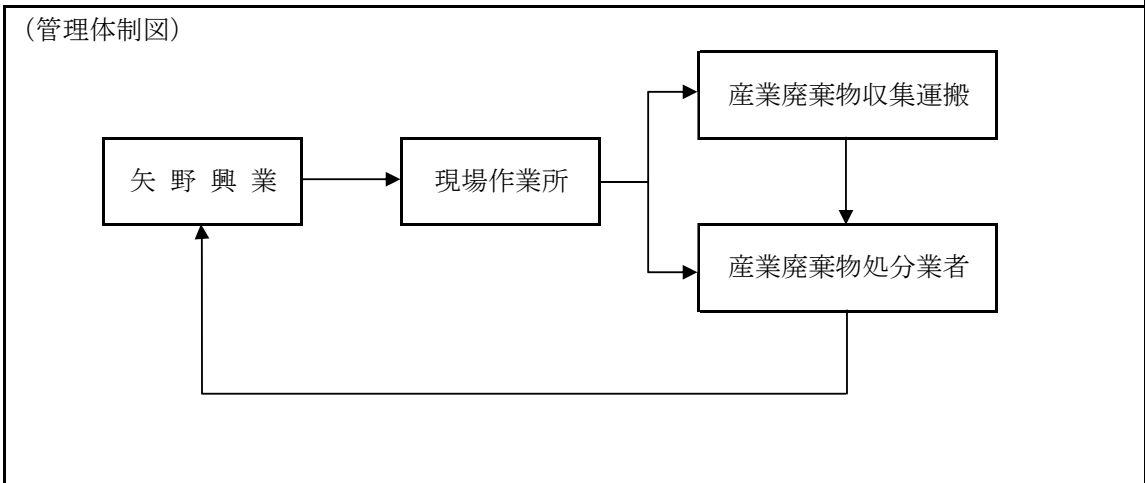 （管理体制図）
産業廃棄物収集運搬
矢 野 興 業
現場作業所
産業廃棄物処分業者